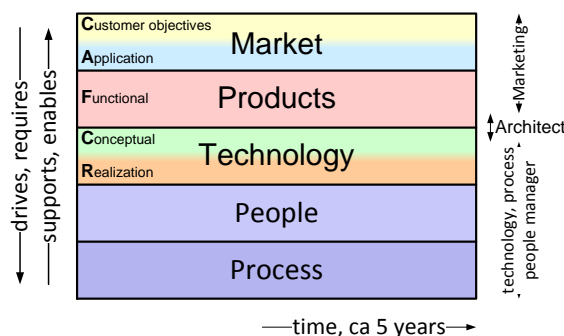 drives, requires
supports, enables
Customer objectives
Market
Application
Functional
Products
Conceptual
Technology
Realization
People
Process
Marketing
Architect
technology, process
people manager
time, ca 5 years